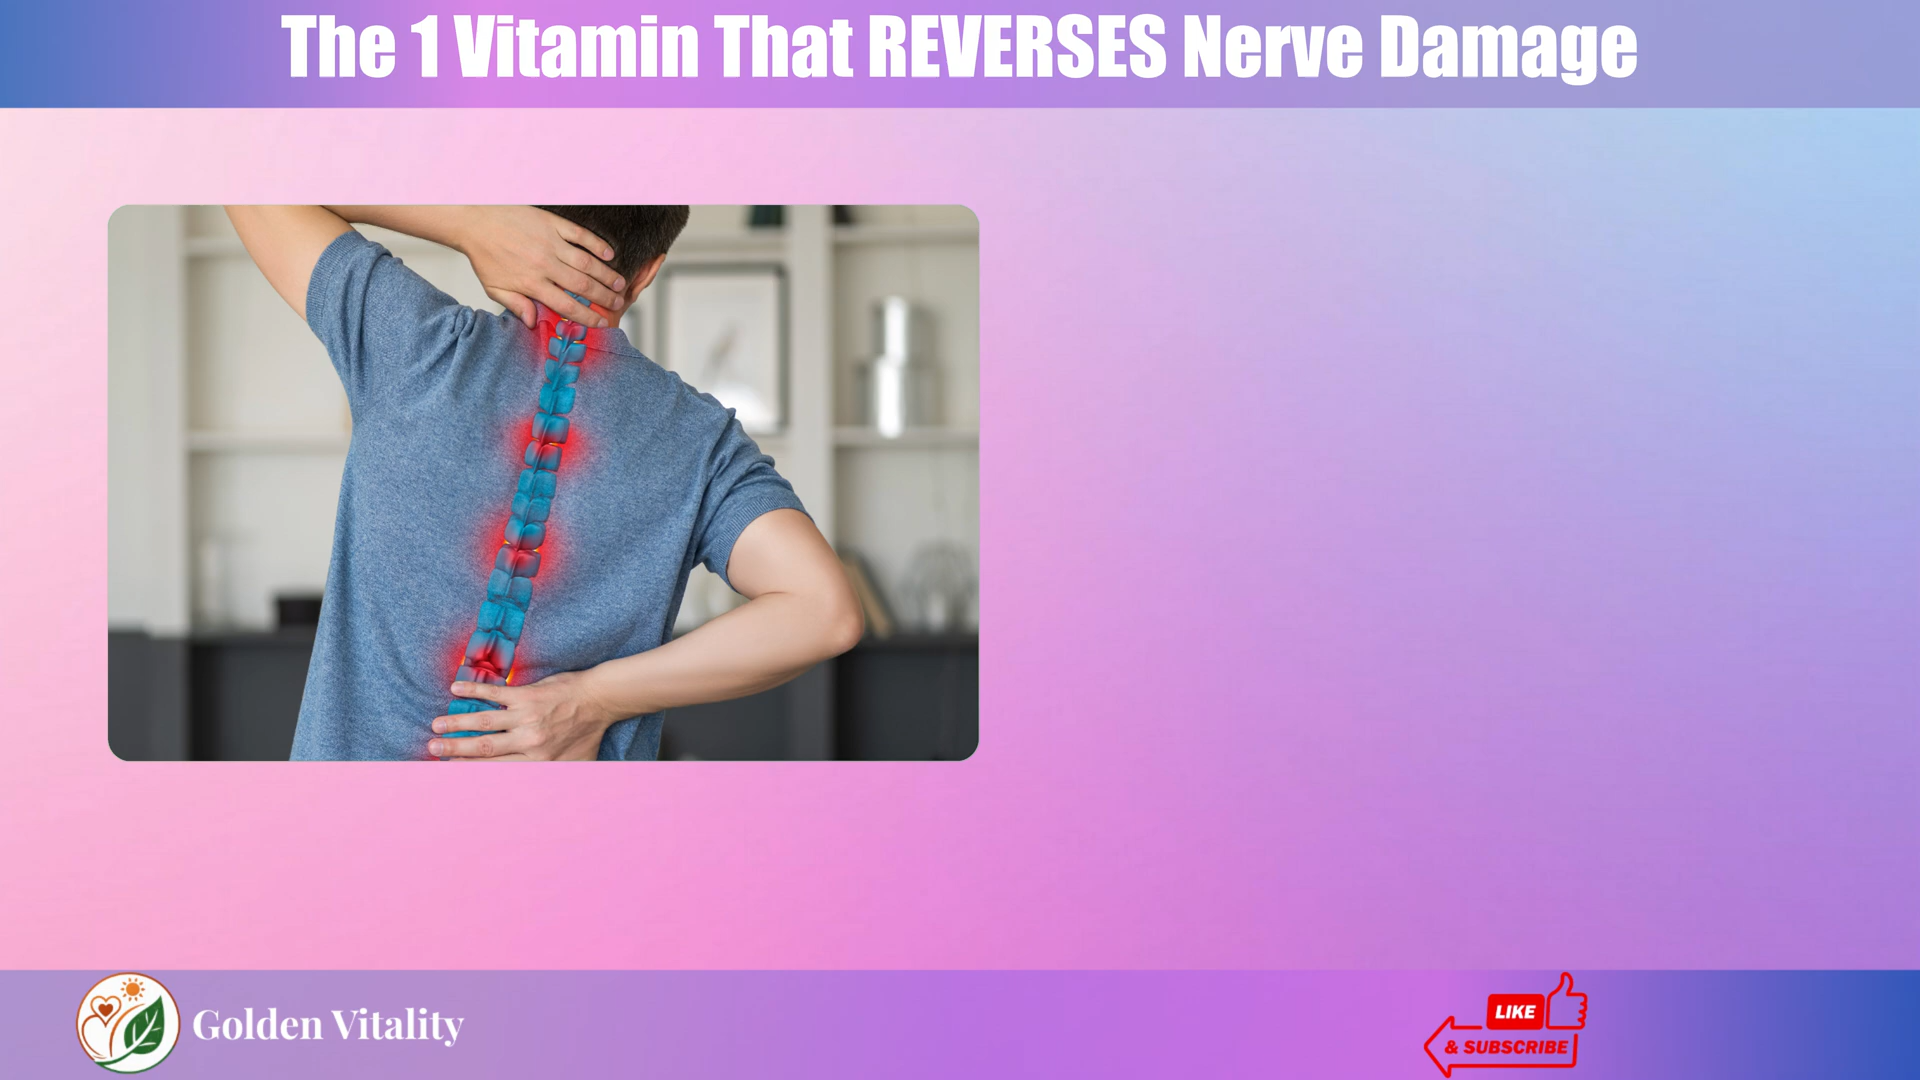 The 1 Vitamin That REVERSES Nerve Damage
Golden Vitality
LIKE
& SUBSCRIBE